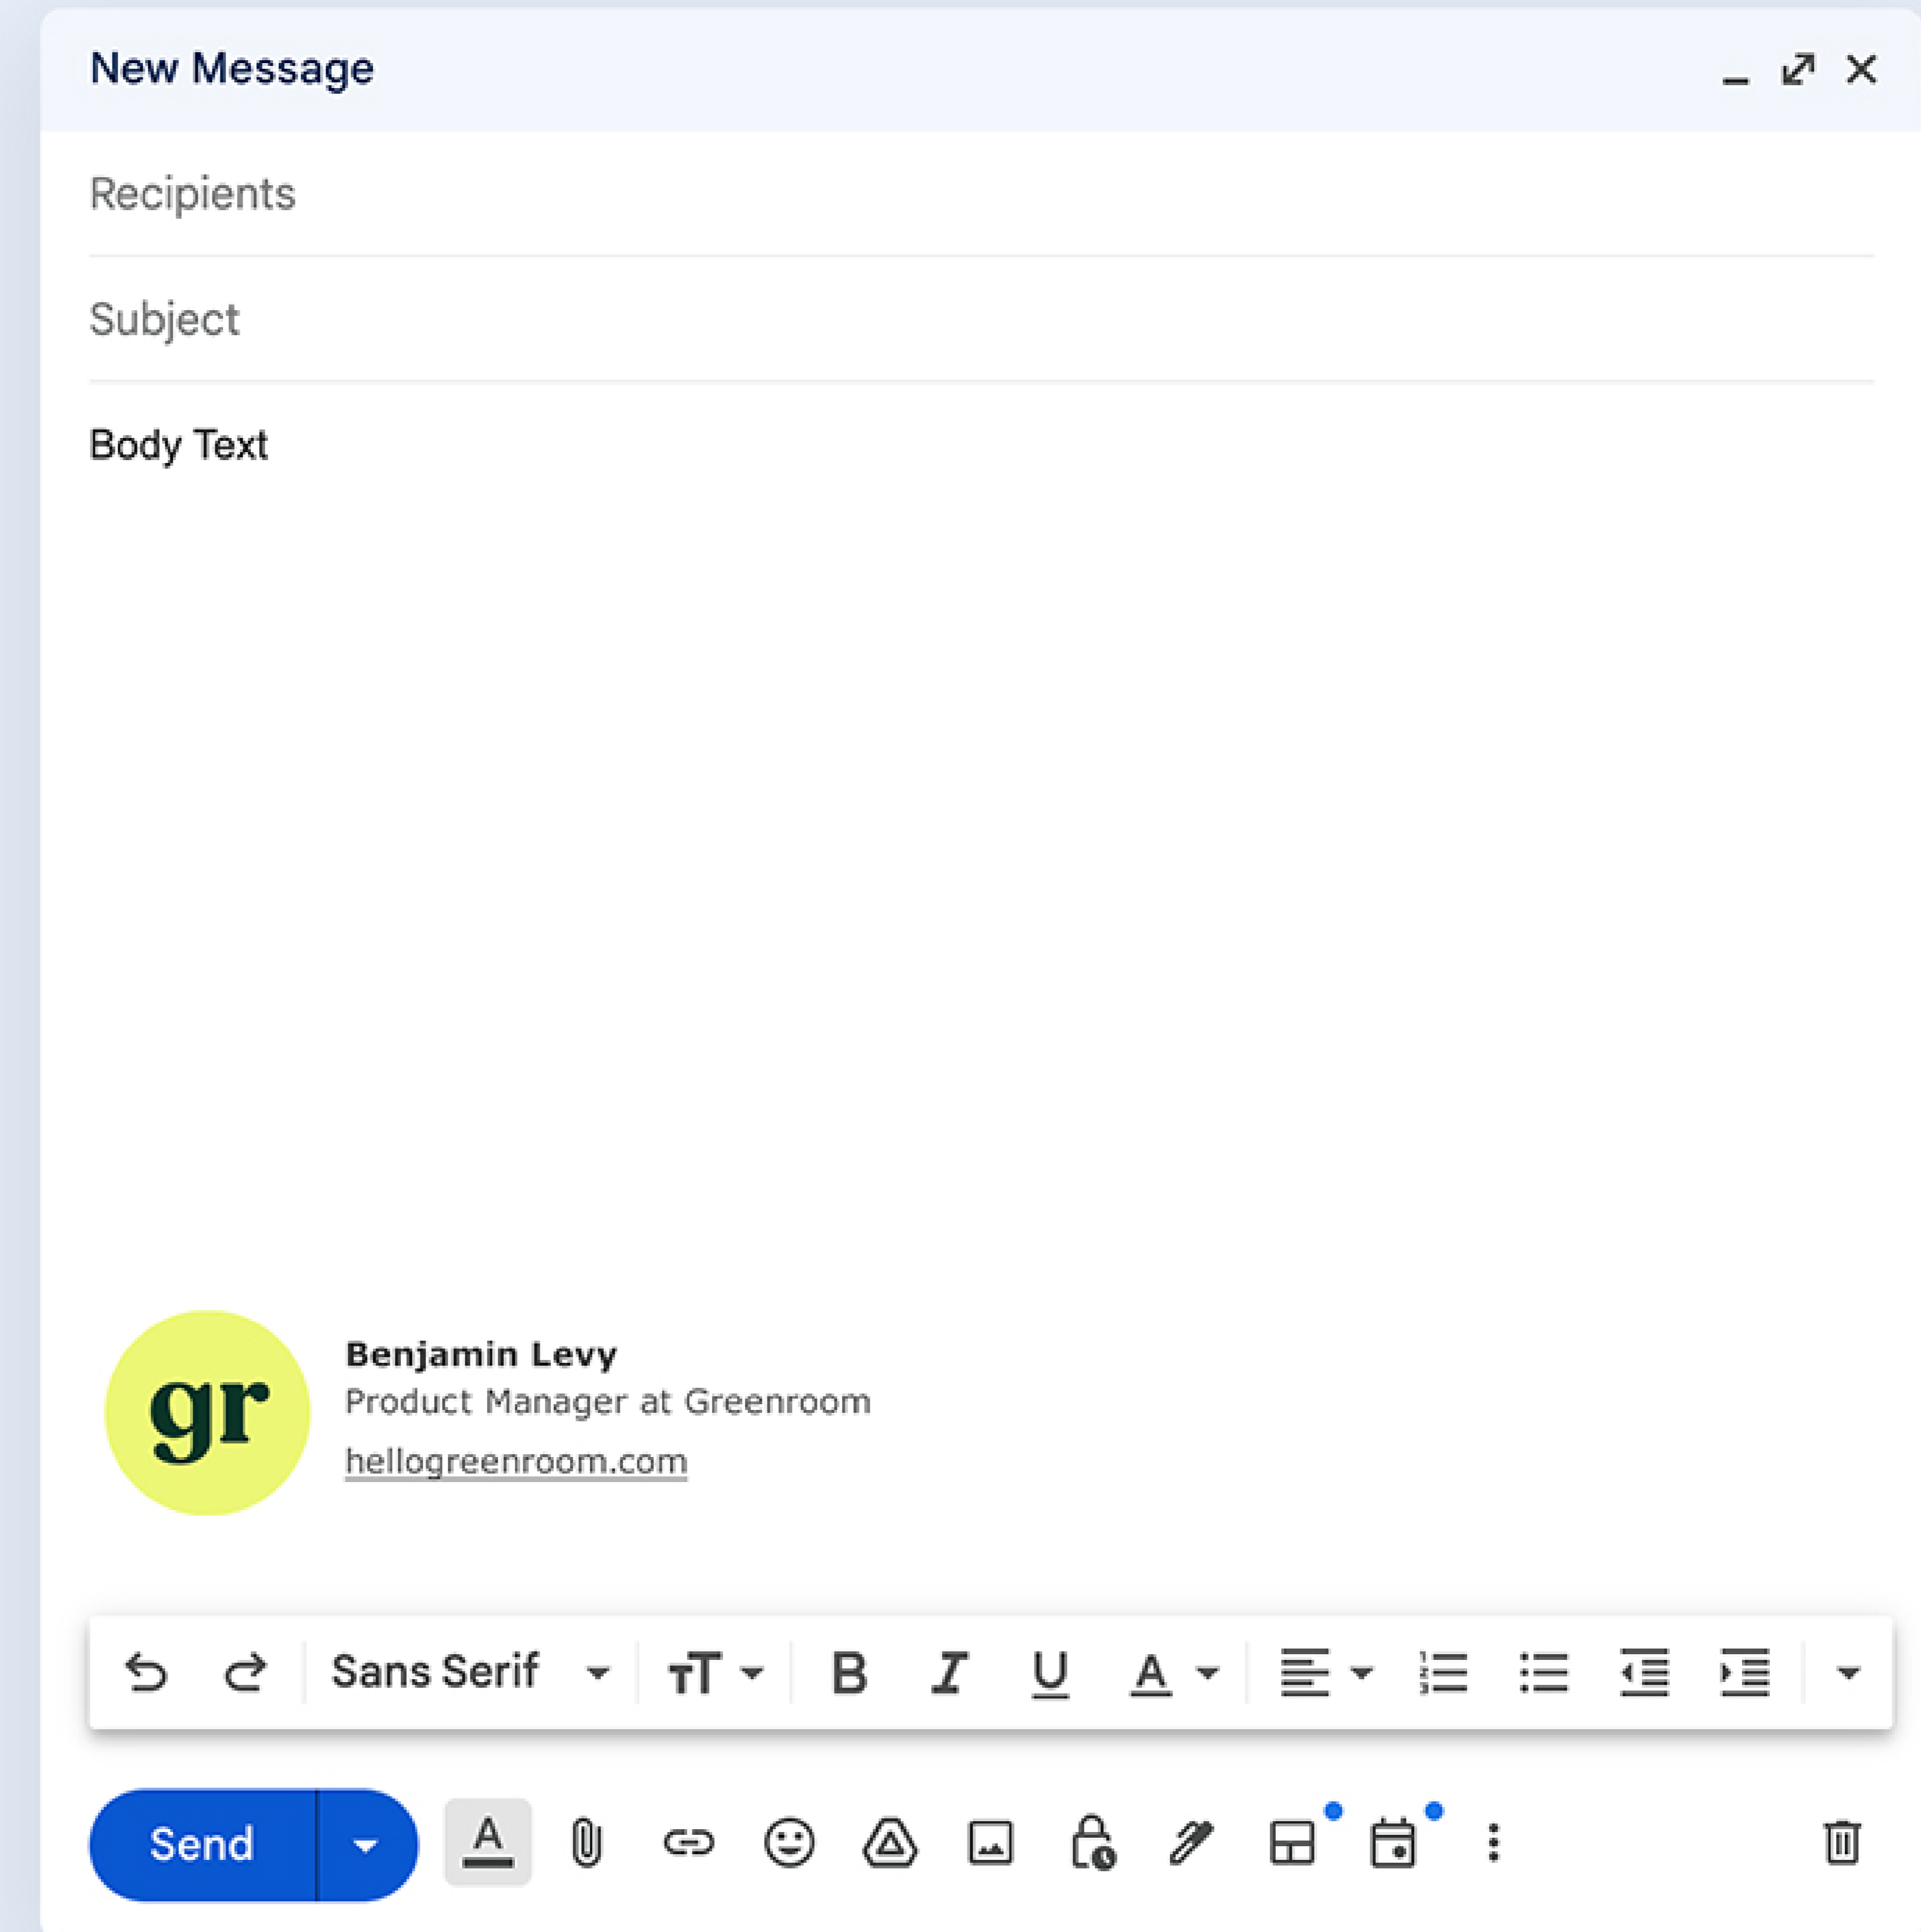 New Message
Recipients
Subject
Body Text
gr
Benjamin Levy
Product Manager at Greenroom
hellogreenroom.com
Sans Serif
Send